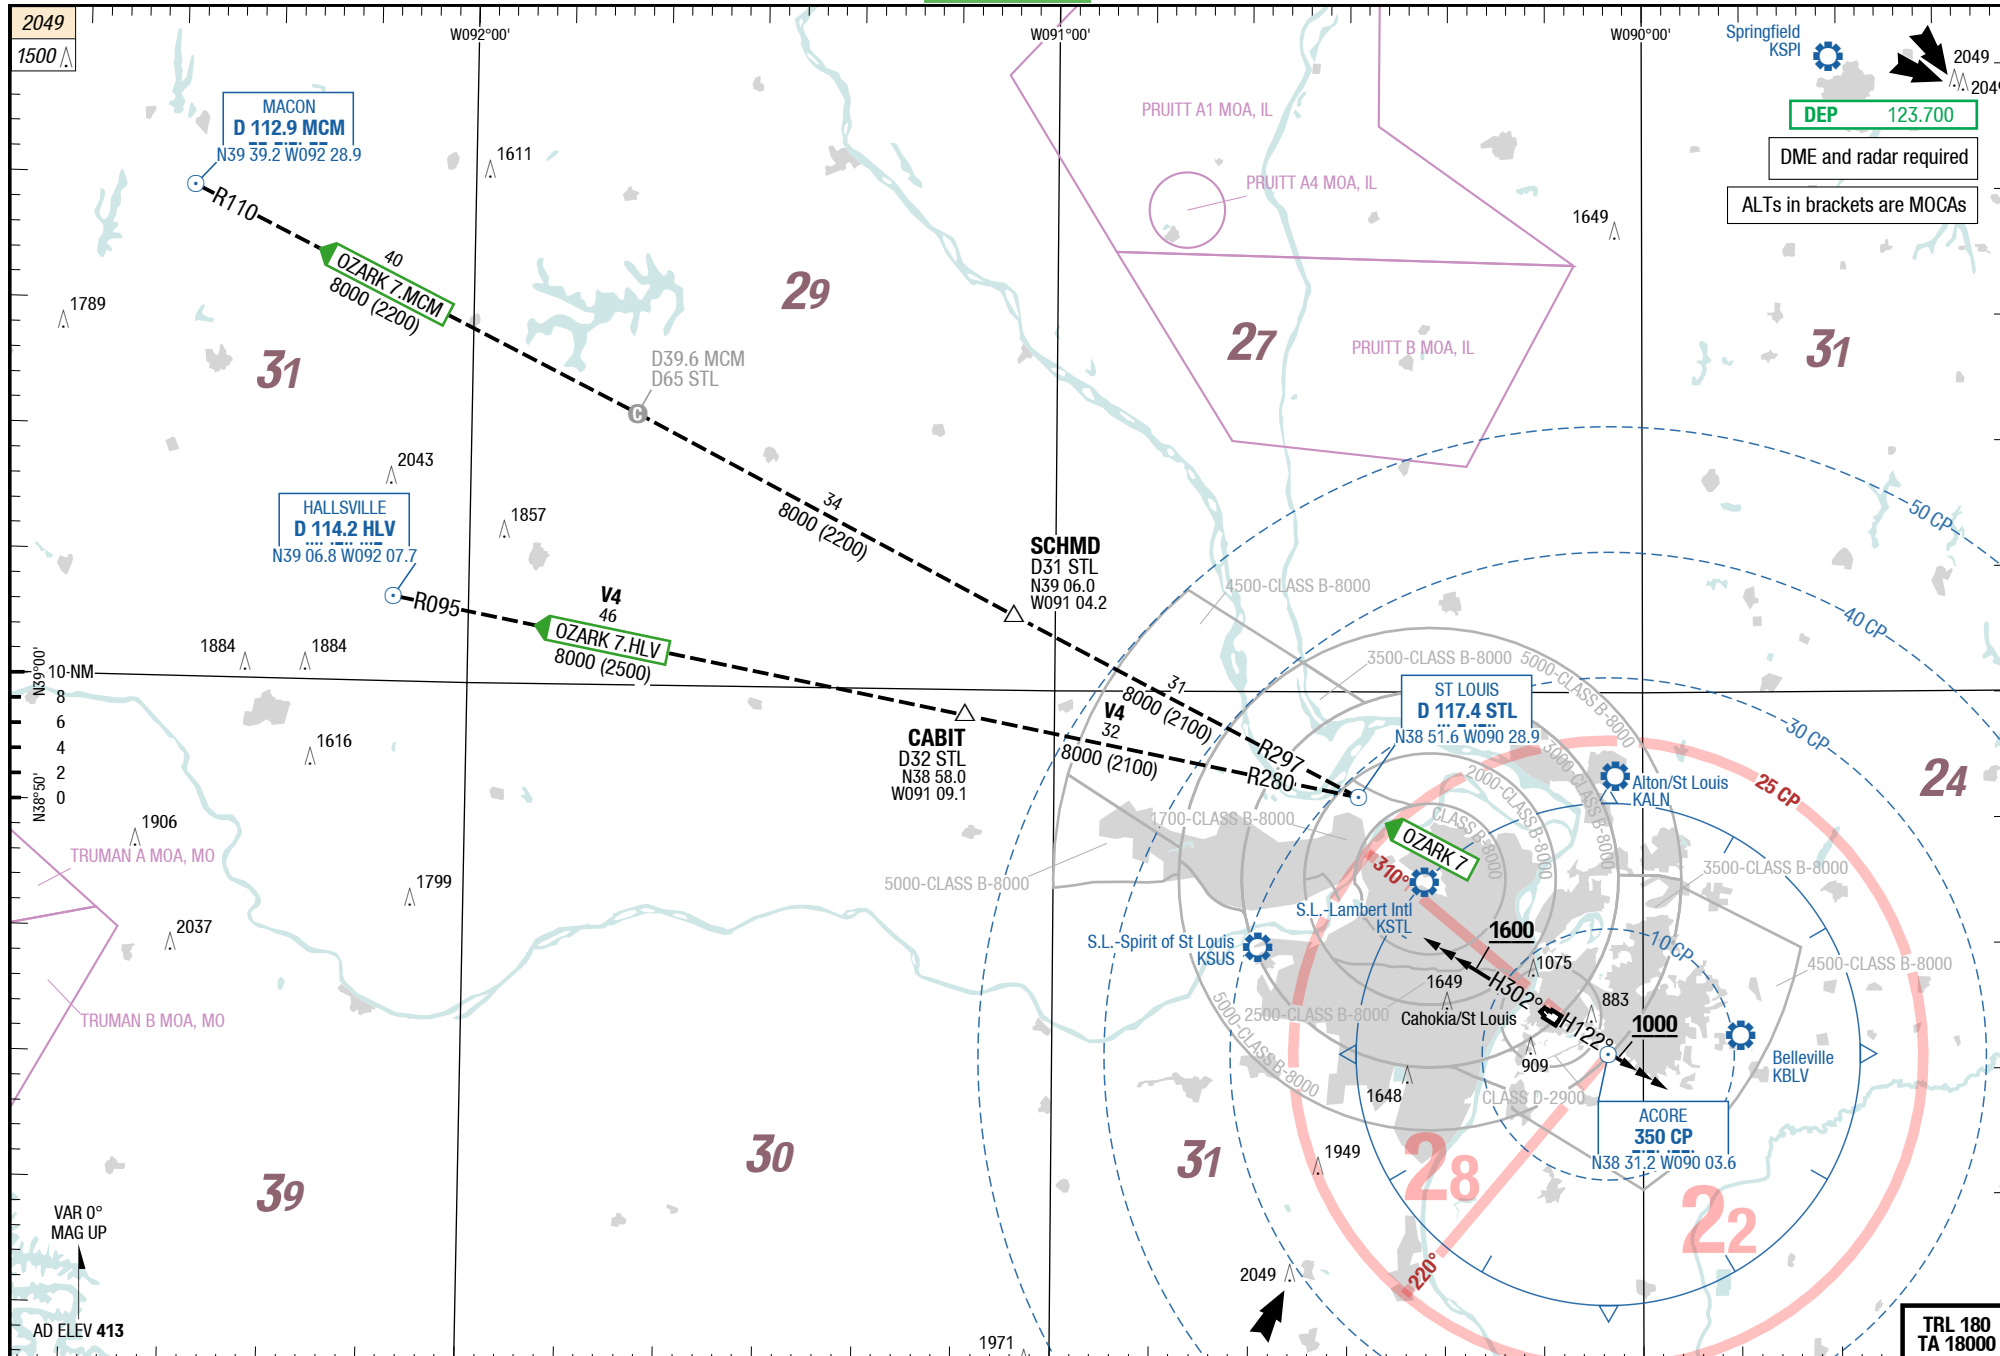 2049
1500
W092°00'
W091°00'
W090°00'
Springfield
KSPI
2049
2049
DEP 123.700
DME and radar required
ALTs in brackets are MOCAs
MACON
D 112.9 MCM
N39 39.2 W092 28.9
R110
40
OZARK 7.MCM
8000 (2200)
1611
PRUITT A1 MOA, IL
PRUITT A4 MOA, IL
1649
1789
29
27
PRUITT B MOA, IL
31
31
D39.6 MCM
D65 STL
C
2043
HALLSVILLE
D 114.2 HLV
N39 06.8 W092 07.7
1857
34
8000 (2200)
SCHMD
D31 STL
N39 06.0
W091 04.2
50 CP
4500-CLASS B-8000
R095
V4
46
OZARK 7.HLV
8000 (2500)
40 CP
1884
1884
N39°00'
10-NM
8
6
4
2
0
N38°50'
3500-CLASS B-8000
5000-CLASS B-8000
31
8000 (2100)
ST LOUIS
D 117.4 STL
N38 51.6 W090 28.9
30 CP
V4
32
8000 (2100)
CABIT
D32 STL
N38 58.0
W091 09.1
1616
R297
R280
3000-CLASS B-8000
2000-CLASS B-8000
Alton/St Louis
KALN
25 CP
24
1906
TRUMAN A MOA, MO
1700-CLASS B-8000
CLASS B-8000
OZARK 7
310°
5000-CLASS B-8000
3500-CLASS B-8000
1799
S.L.-Lambert Intl
KSTL
2037
S.L.-Spirit of St Louis
KSUS
1600
10 CP
1075
4500-CLASS B-8000
1649
H302°
TRUMAN B MOA, MO
5000-CLASS B-8000
2500-CLASS B-8000
Cahokia/St Louis
883
H122°
1000
909
Belleville
KBLV
1648
CLASS D-2900
ACORE
350 CP
N38 31.2 W090 03.6
30
31
1949
28
39
22
VAR 0°
MAG UP
220°
2049
AD ELEV 413
1971
TRL 180
TA 18000